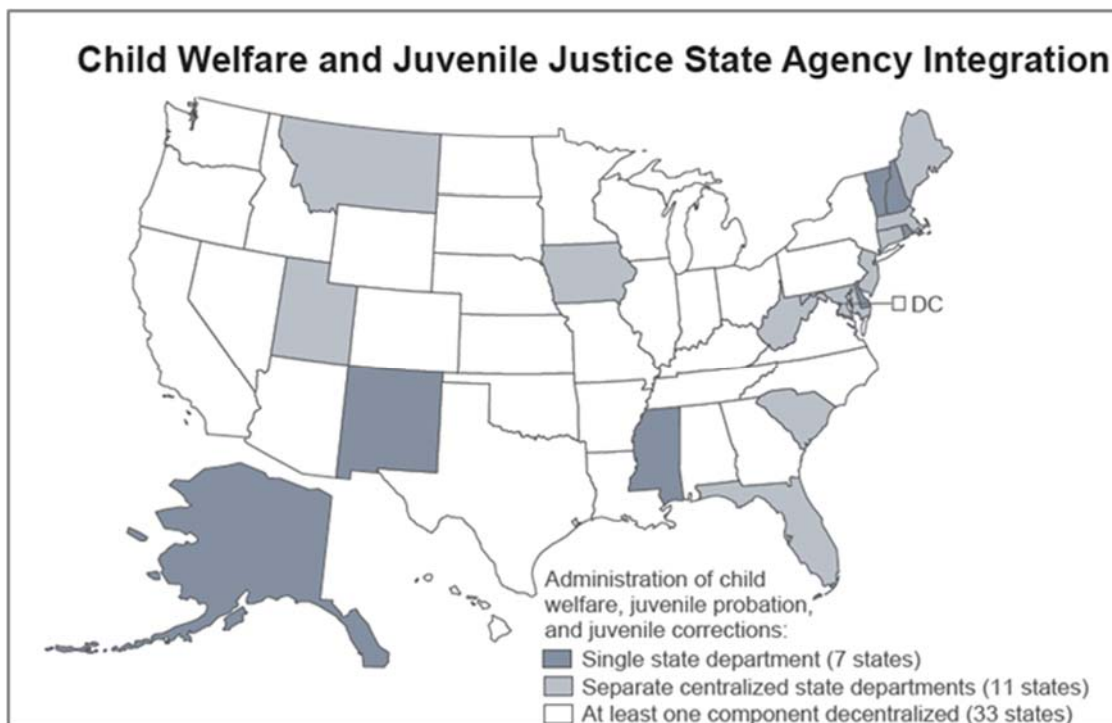 Child Welfare and Juvenile Justice State Agency Integration
DC
Administration of child
welfare, juvenile probation,
and juvenile corrections:
Single state department (7 states)
Separate centralized state departments (11 states)
At least one component decentralized (33 states)